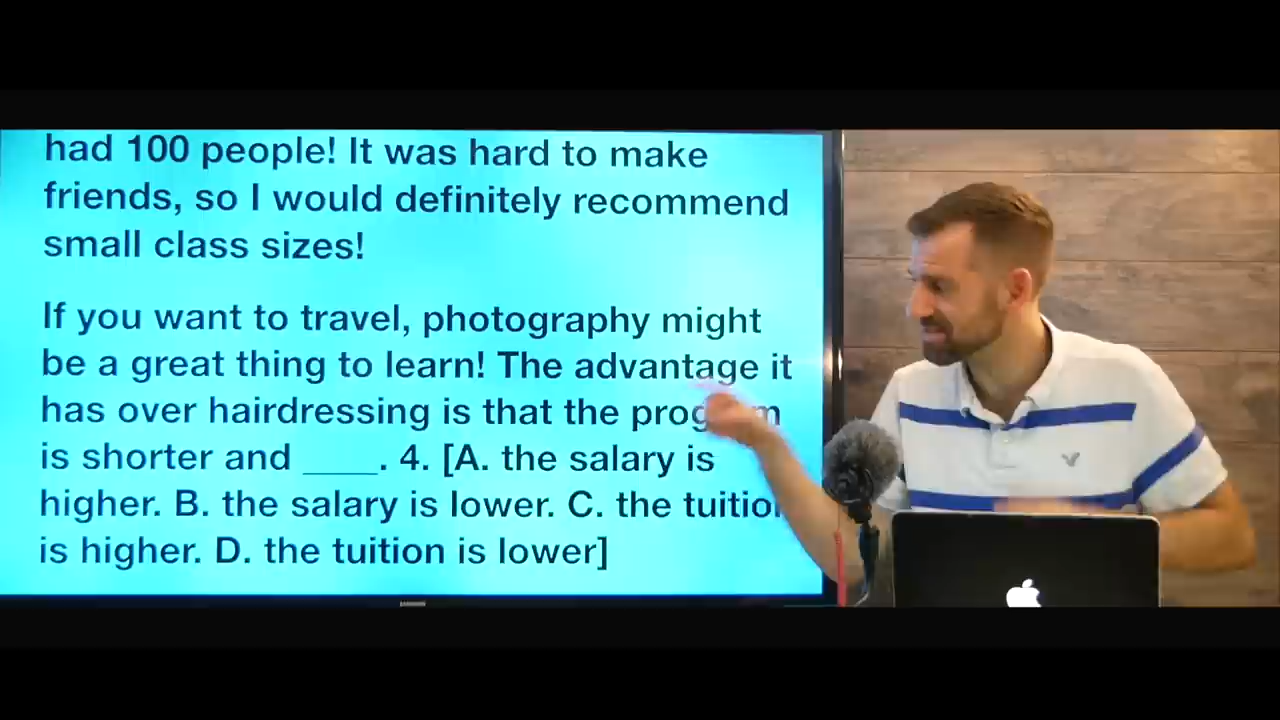 had 100 people! It was hard to make
friends, so I would definitely recommend
small class sizes!
If you want to travel, photography might
be a great thing to learn! The advantage it
has over hairdressing is that the
is shorter and ____. 4. [A. the salary is
higher. B. the salary is lower. C. the
is higher. D. the tuition is lower]